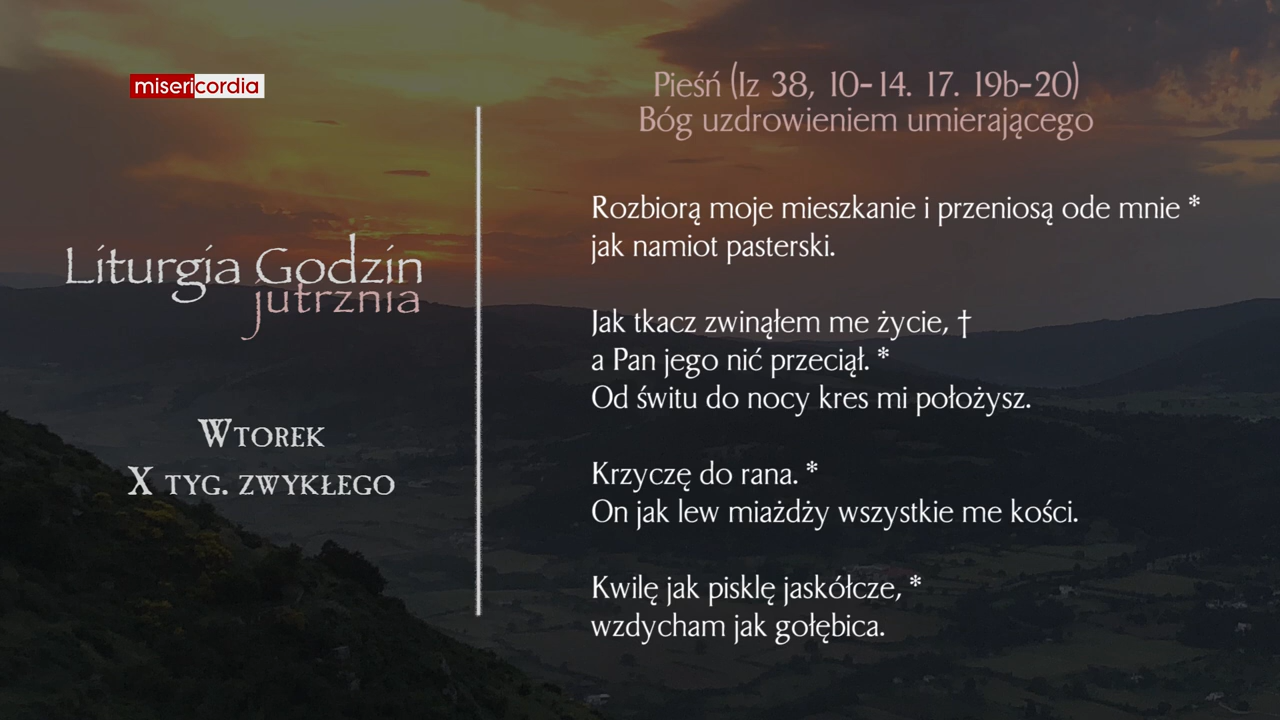 misericordia
Liturgia Godzin
jutrznia
Wtorek
X tyg. zwykłego
Pieśń (Iz 38, 10-14. 17. 19b-20)
Bóg uzdrowieniem umierającego
Rozbiorą moje mieszkanie i przeniosą ode mnie *
jak namiot pasterski.
Jak tkacz zwinąłem me życie, †
a Pan jego nić przeciął. *
Od świtu do nocy kres mi położysz.
Krzyczę do rana. *
On jak lew miażdży wszystkie me kości.
Kwilę jak pisklę jaskółcze, *
wzdycham jak gołębica.